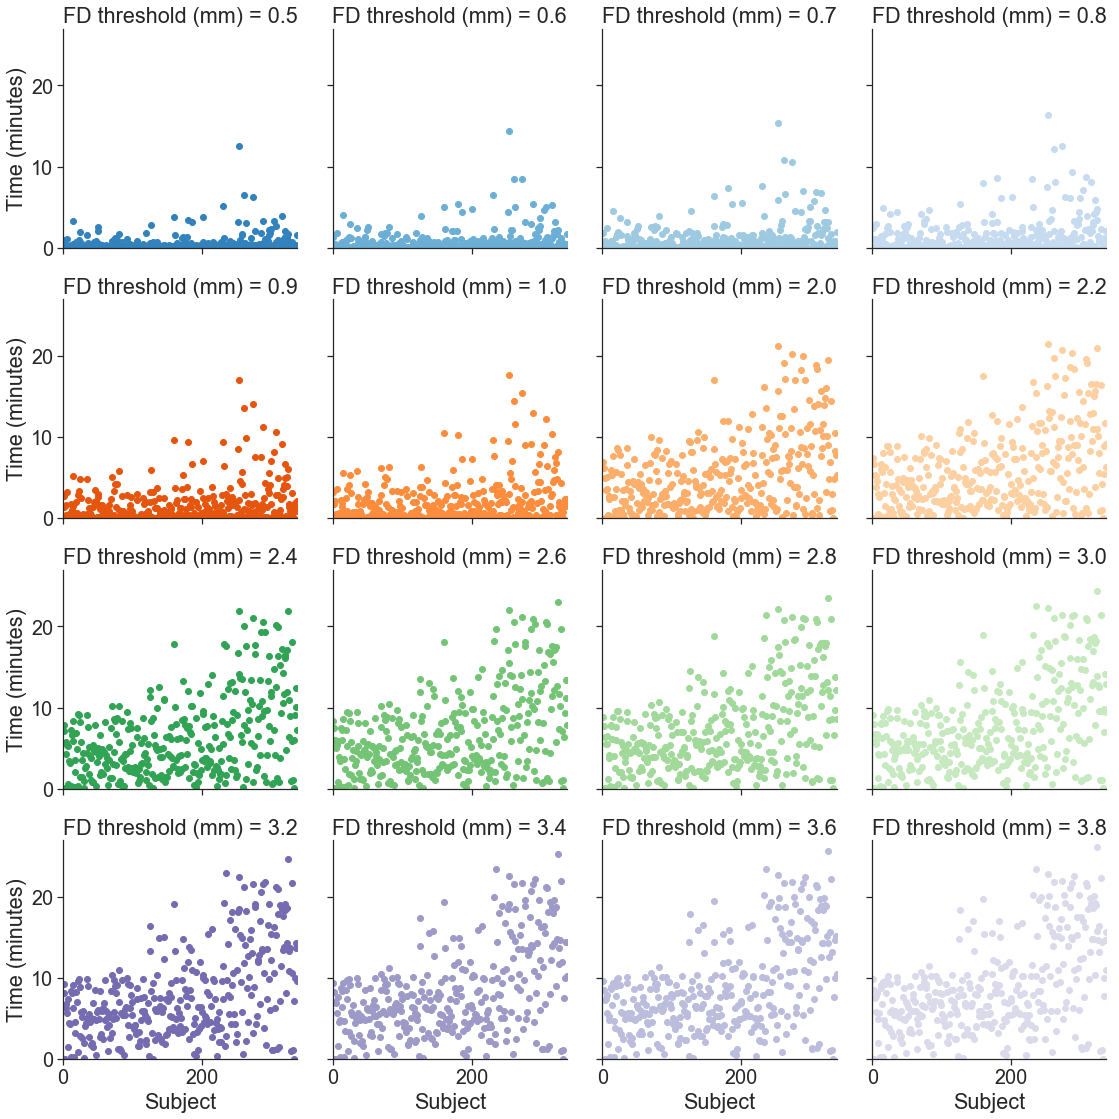 FD threshold (mm) = 0.5 FD threshold (mm) = 0.6 FD threshold (mm) = 0.7 FD threshold (mm) = 0.8
20
10
0
Time (minutes)
FD threshold (mm) = 0.9 FD threshold (mm) = 1.0 FD threshold (mm) = 2.0 FD threshold (mm) = 2.2
20
10
0
Time (minutes)
FD threshold (mm) = 2.4 FD threshold (mm) = 2.6 FD threshold (mm) = 2.8 FD threshold (mm) = 3.0
20
10
0
Time (minutes)
FD threshold (mm) = 3.2 FD threshold (mm) = 3.4 FD threshold (mm) = 3.6 FD threshold (mm) = 3.8
20
10
0
Time (minutes)
0 200 0 200 0 200 0 200
Subject Subject Subject Subject